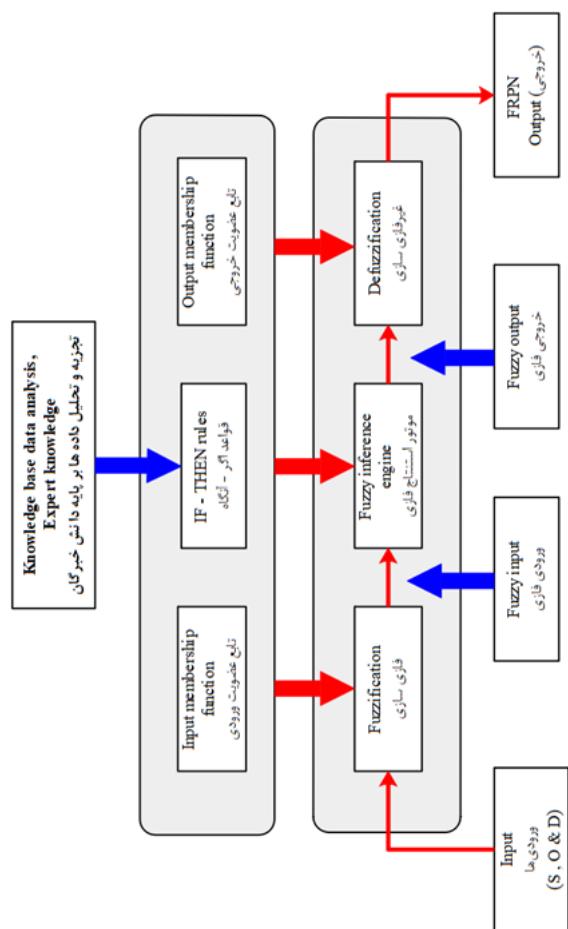 Knowledge base data analysis,
Expert knowledge
تجزیه و تحلیل داده ها بر پایه دانش خبرگان
Input membership
function
تابع عضویت ورودی
IF - THEN rules
قواعد اگر - آنگاه
Output membership
function
تابع عضویت خروجی
Fuzzification
فازی سازی
Fuzzy inference
engine
موتور استنتاج فازی
Defuzzification
غیرفازی سازی
Input
ورودی‌ها
(S , O & D)
Fuzzy input
ورودی فازی
Fuzzy output
خروجی فازی
FRPN
Output (خروجی)